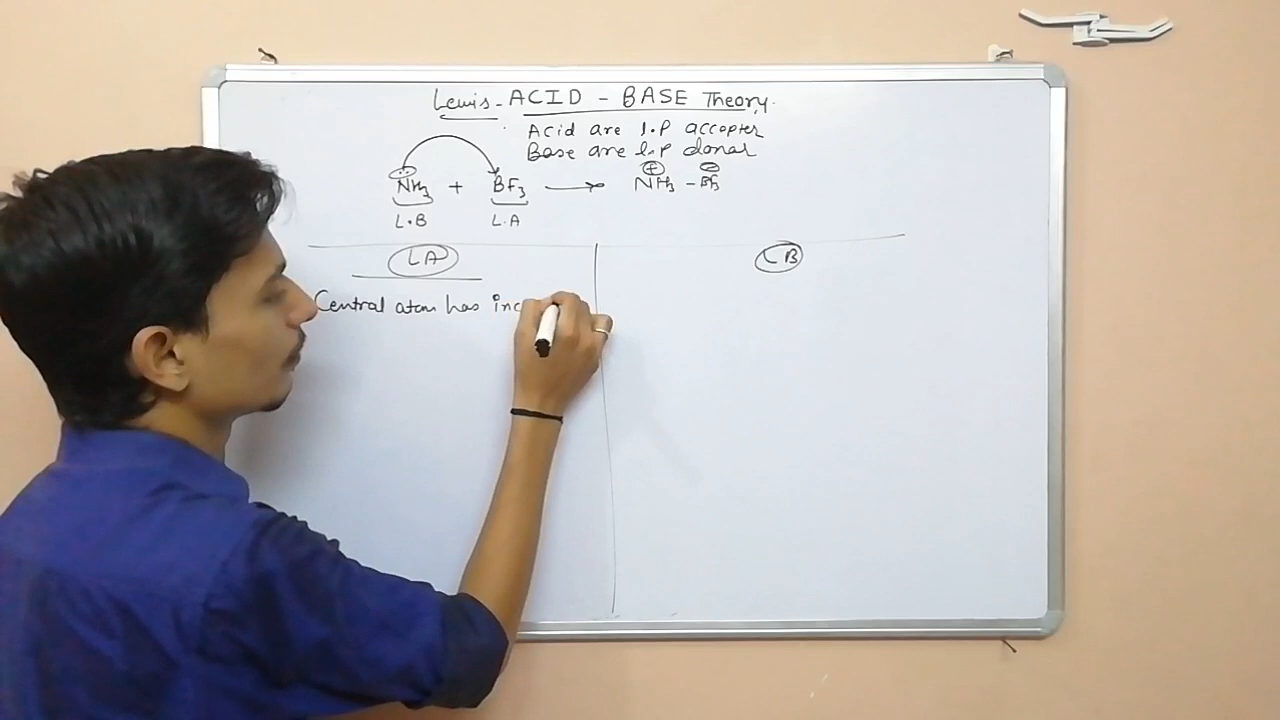 Lewis - ACID - BASE Theory.
Acid are l.p accepter
Base are l.p donar
NH₃ + BF₃ → NH₃ - BF₃
⊕ ⊖
L.B L.A
LA LB
Central atom has inc